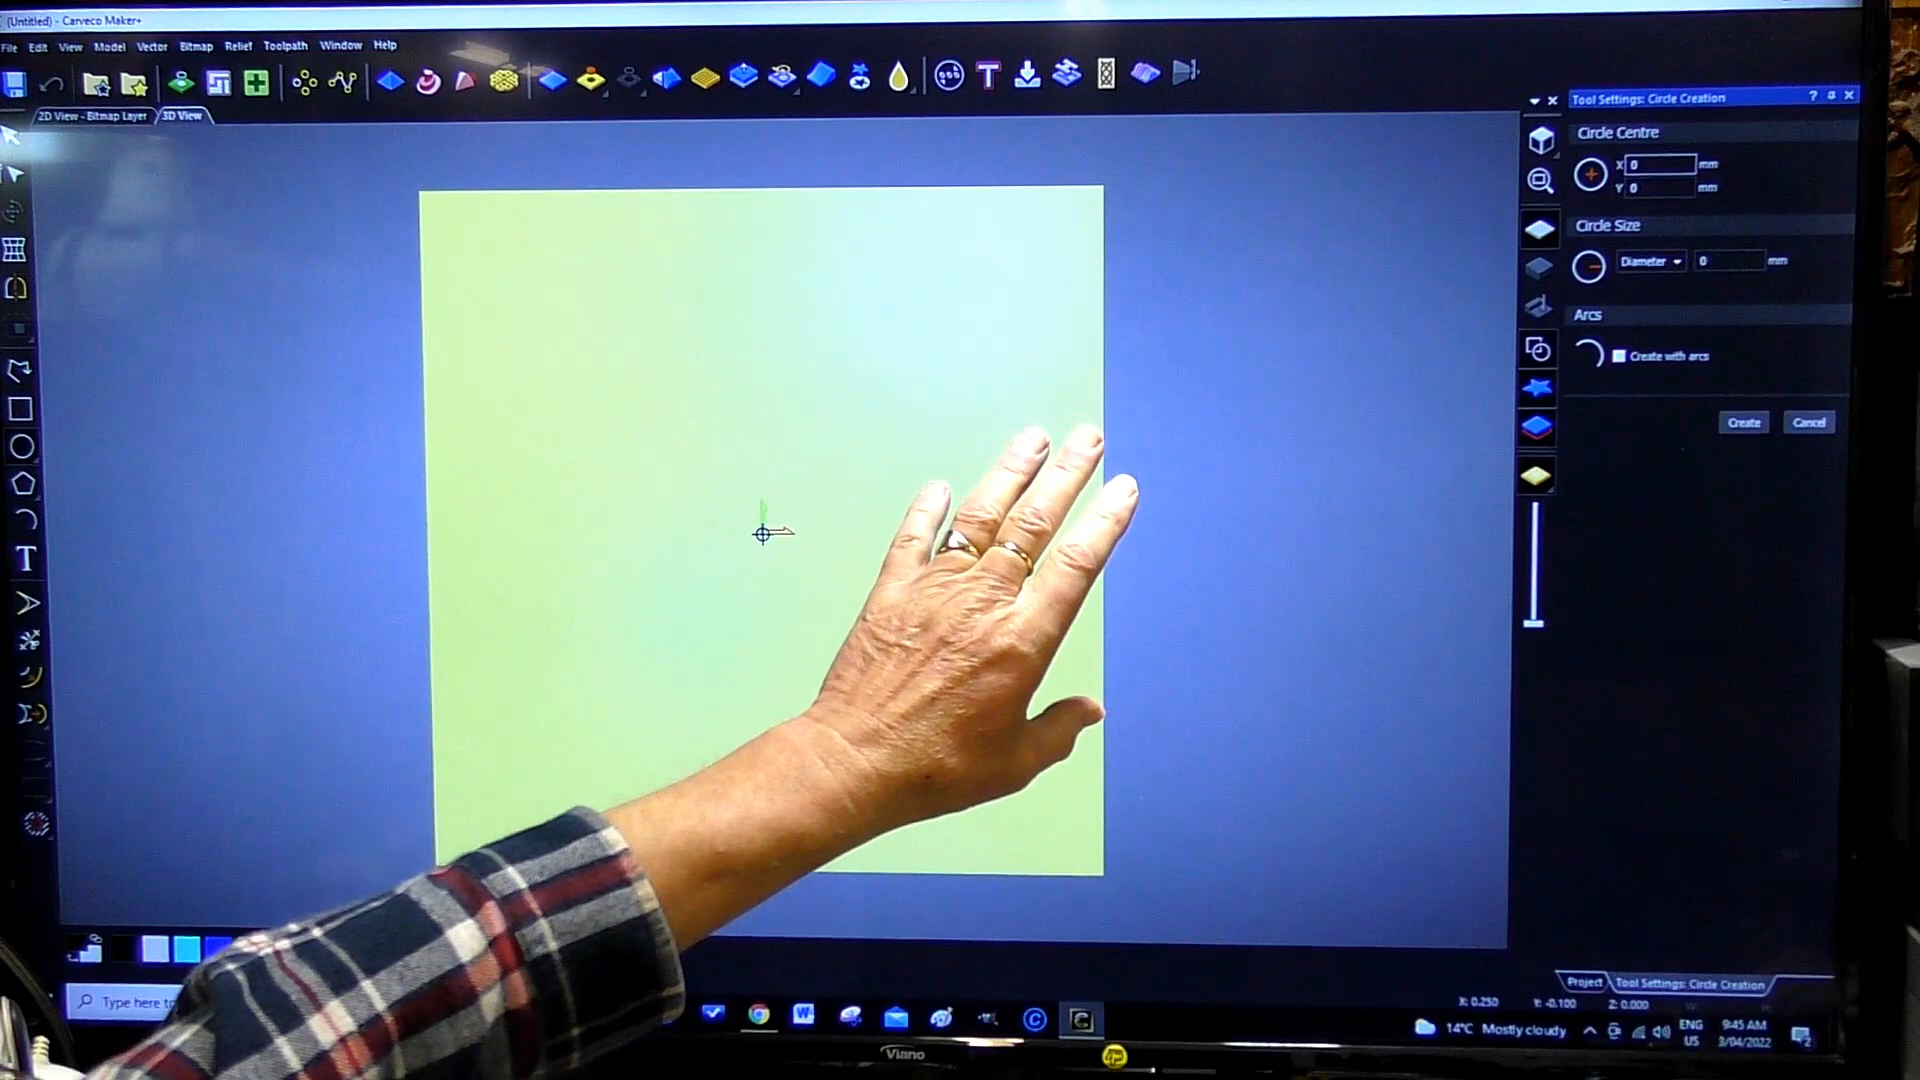 (Untitled) - Carveco Maker+
File Edit View Model Vector Bitmap Relief Toolpath Window Help
2D View - Bitmap Layer 3D View
Tool Settings: Circle Creation ?
Circle Centre
X 0 mm
Y 0 mm
Circle Size
Diameter 0 mm
Arcs
Create with arcs
Create Cancel
T
T
Project Tool Settings: Circle Creation
X: 0.250 Y: -0.100 Z: 0.000
Type here to
W
C
C
14°C Mostly cloudy
ENG
US
9:45 AM
3/04/2022
2
Viano